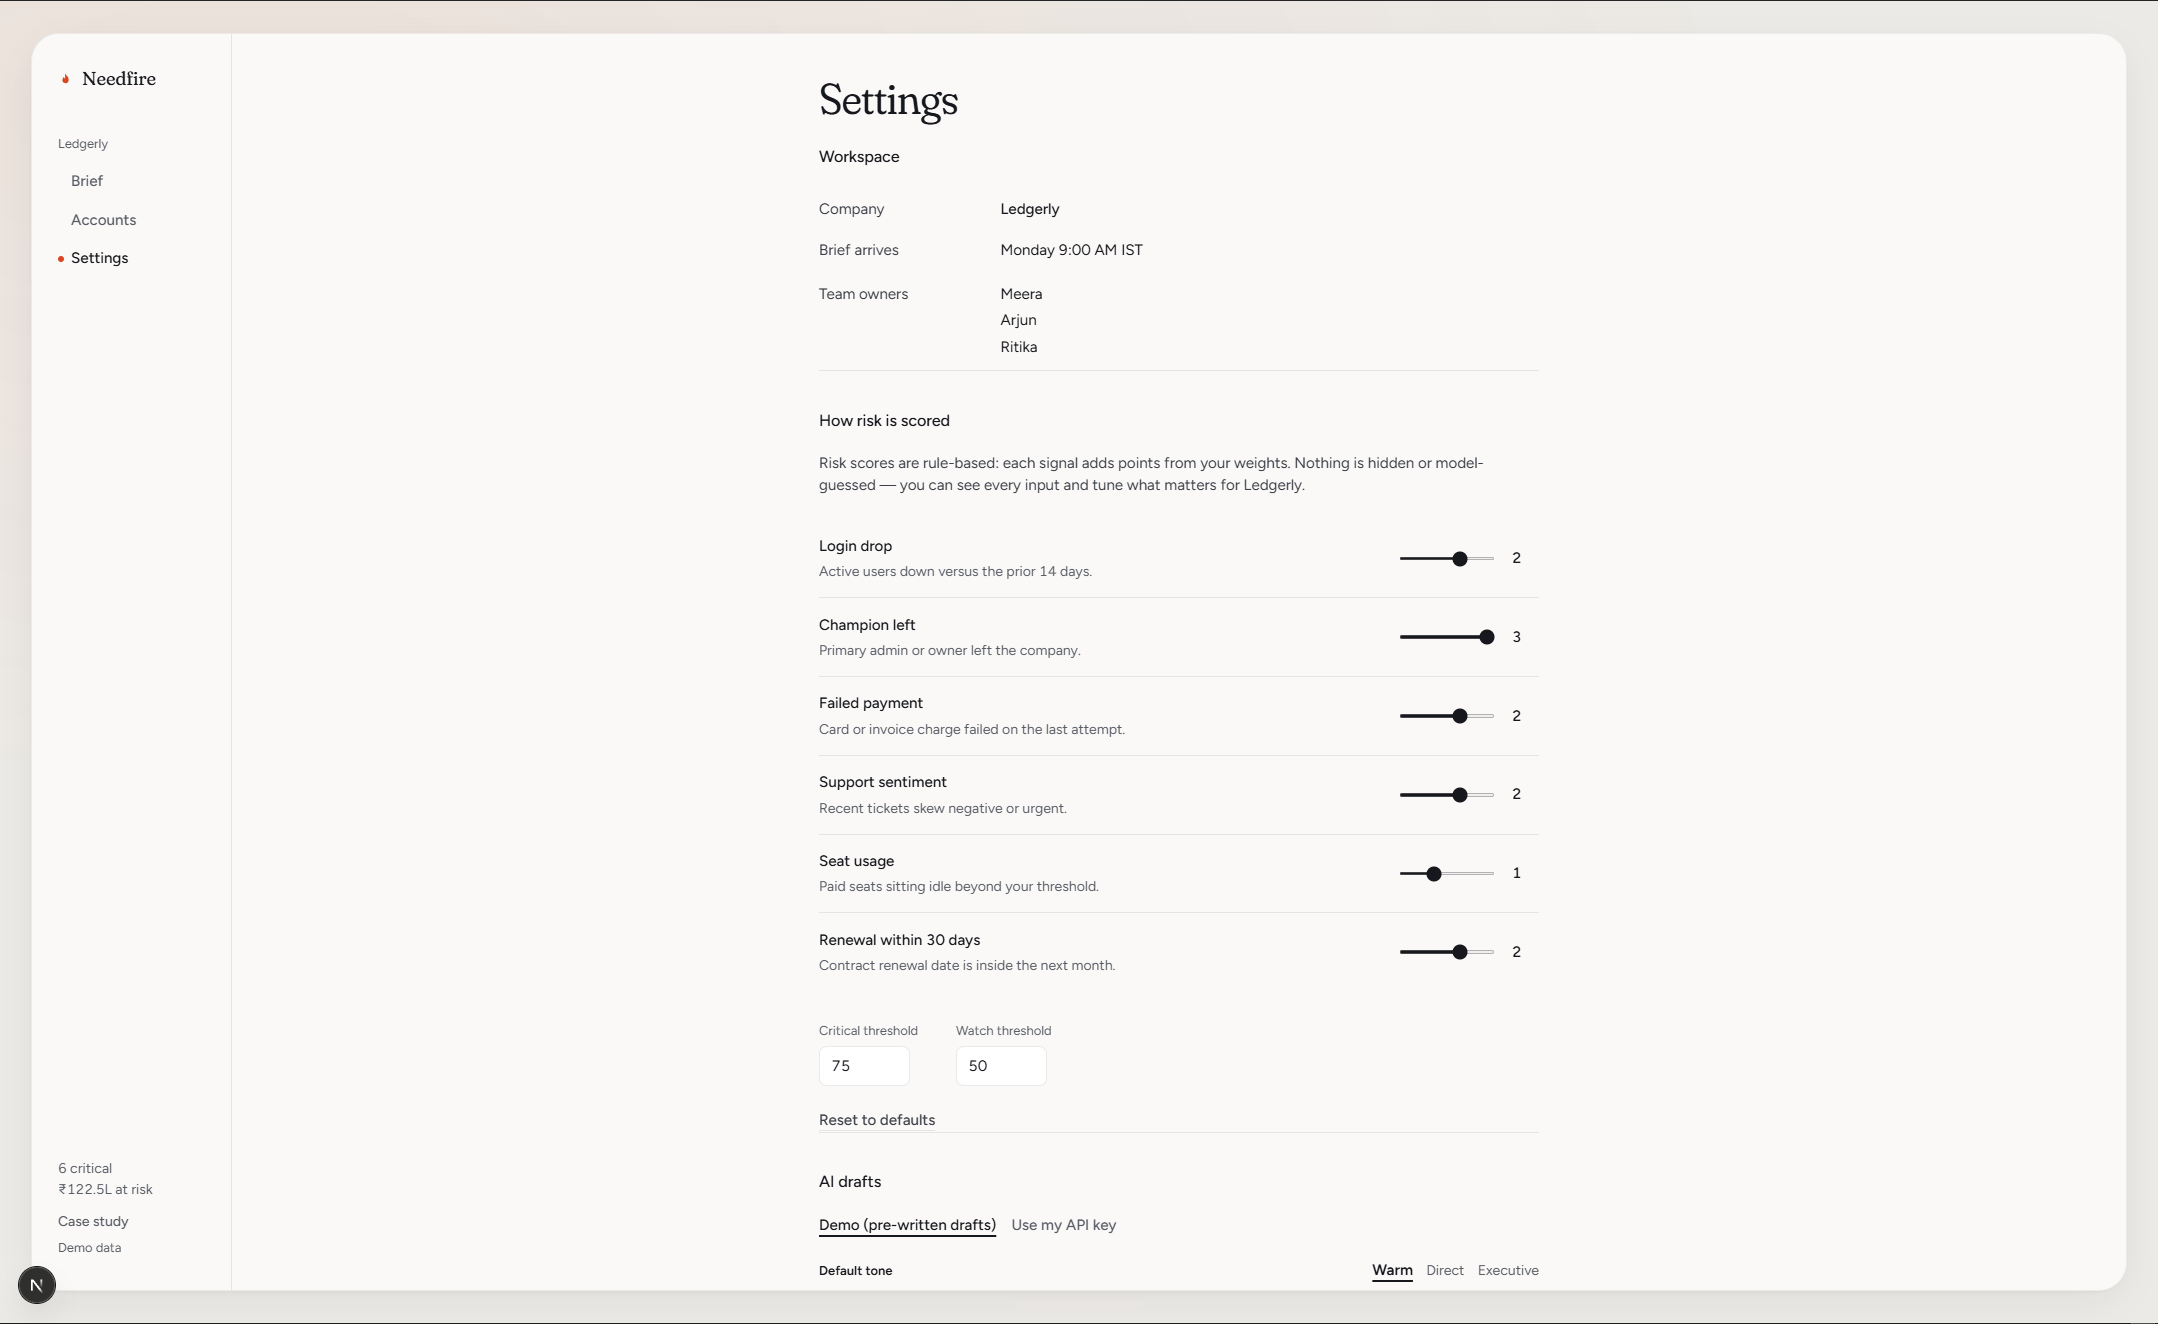 Needfire
Ledgerly
Brief
Accounts
Settings
6 critical
₹122.5L at risk
Case study
Demo data
N
Settings
Workspace
Company
Ledgerly
Brief arrives
Monday 9:00 AM IST
Team owners
Meera
Arjun
Ritika
How risk is scored
Risk scores are rule-based: each signal adds points from your weights. Nothing is hidden or model-
guessed — you can see every input and tune what matters for Ledgerly.
Login drop
Active users down versus the prior 14 days.
2
Champion left
Primary admin or owner left the company.
3
Failed payment
Card or invoice charge failed on the last attempt.
2
Support sentiment
Recent tickets skew negative or urgent.
2
Seat usage
Paid seats sitting idle beyond your threshold.
1
Renewal within 30 days
Contract renewal date is inside the next month.
2
Critical threshold
75
Watch threshold
50
Reset to defaults
AI drafts
Demo (pre-written drafts) Use my API key
Default tone
Warm Direct Executive